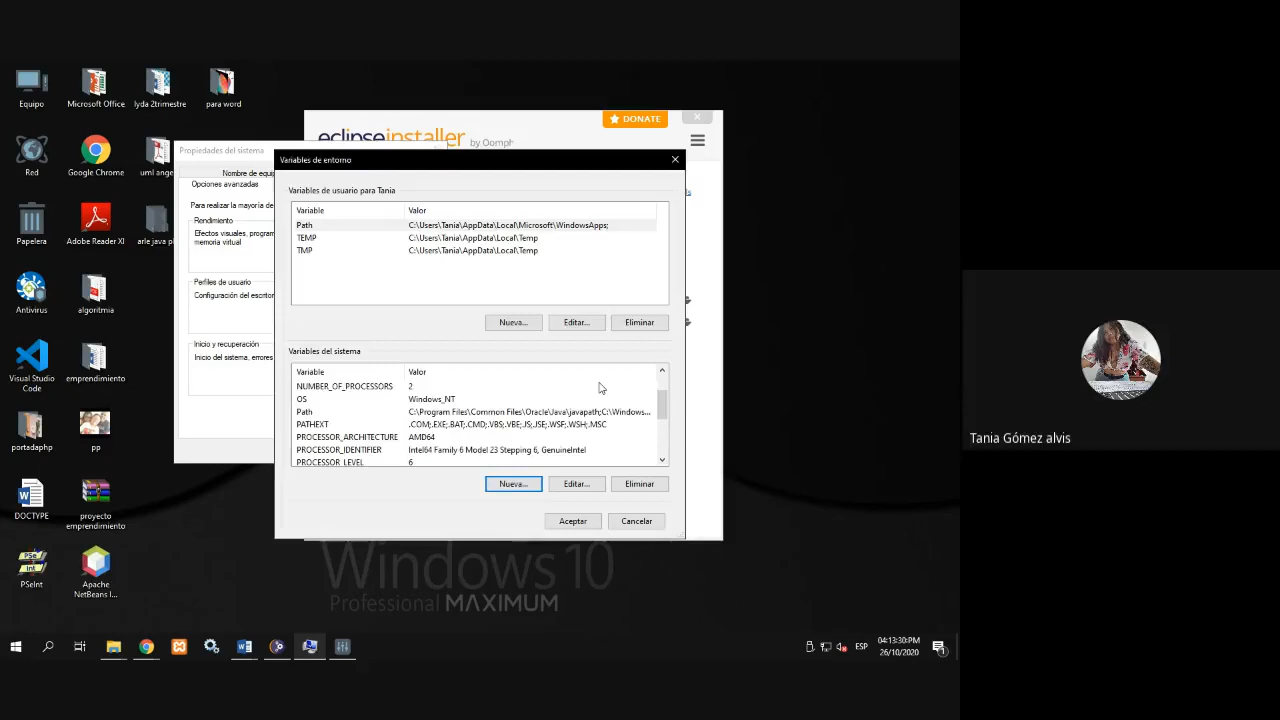 Equipo
Microsoft Office
lyda 2trimestre
para word
Red
Google Chrome
uml ange
Papelera
Adobe Reader XI
arle java pl
Antivirus
algoritmia
Visual Studio
Code
emprendimiento
portadaphp
pp
DOCTYPE
proyecto
emprendimiento
PSeInt
Apache
NetBeans I...
DONATE
eclipseinstaller by Oomph
Propiedades del sistema
Nombre de equip
Opciones avanzadas
Para realizar la mayoría de
Rendimiento
Efectos visuales, program
memoria virtual
Perfiles de usuario
Configuración del escritor
Inicio y recuperación
Inicio del sistema, errores
Variables de entorno
Variables de usuario para Tania
Variable Valor
Path C:\Users\Tania\AppData\Local\Microsoft\WindowsApps;
TEMP C:\Users\Tania\AppData\Local\Temp
TMP C:\Users\Tania\AppData\Local\Temp
Nueva... Editar... Eliminar
Variables del sistema
Variable Valor
NUMBER_OF_PROCESSORS 2
OS Windows_NT
Path C:\Program Files\Common Files\Oracle\Java\javapath;C:\Windows...
PATHEXT .COM;.EXE;.BAT;.CMD;.VBS;.VBE;.JS;.JSE;.WSF;.WSH;.MSC
PROCESSOR_ARCHITECTURE AMD64
PROCESSOR_IDENTIFIER Intel64 Family 6 Model 23 Stepping 6, GenuineIntel
PROCESSOR_LEVEL 6
Nueva... Editar... Eliminar
Aceptar Cancelar
Windows 10
Professional MAXIMUM
ESP
04:13:30 PM
26/10/2020
1
Tania Gómez alvis